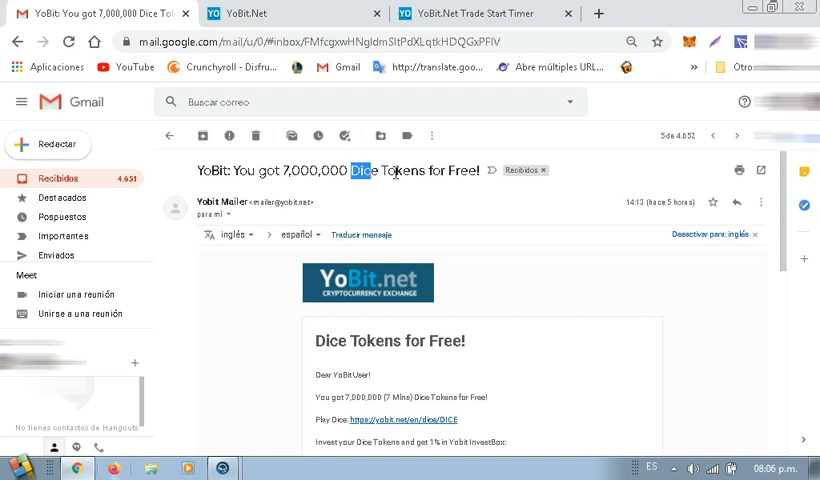 YoBit: You got 7,000,000 Dice To
YoBit.Net
YoBit.Net Trade Start Timer
mail.google.com/mail/u/0/#inbox/FMfcgxwHNgldmSltPdXLqtkHDQGxPFlV
Aplicaciones
YouTube
Crunchyroll - Disfru...
Gmail
http://translate.goo...
Abre múltiples URL...
»
Otro
Gmail
Buscar correo
Redactar
5 de 4.652
Recibidos 4.651
Destacados
Pospuestos
Importantes
Enviados
Meet
Iniciar una reunión
Unirse a una reunión
No tienes contactos de Hangouts
YoBit: You got 7,000,000 Dice Tokens for Free!
Recibidos ×
Yobit Mailer <mailer@yobit.net>
para mí
14:13 (hace 5 horas)
inglés > español
Traducir mensaje
Desactivar para: inglés ×
YoBit.net
CRYPTOCURRENCY EXCHANGE
Dice Tokens for Free!
Dear YoBit User!
You got 7,000,000 (7 Mlns) Dice Tokens for Free!
Play Dice: https://yobit.net/en/dice/DICE
Invest your Dice Tokens and get 1% in Yobit InvestBox:
ES
08:06 p.m.